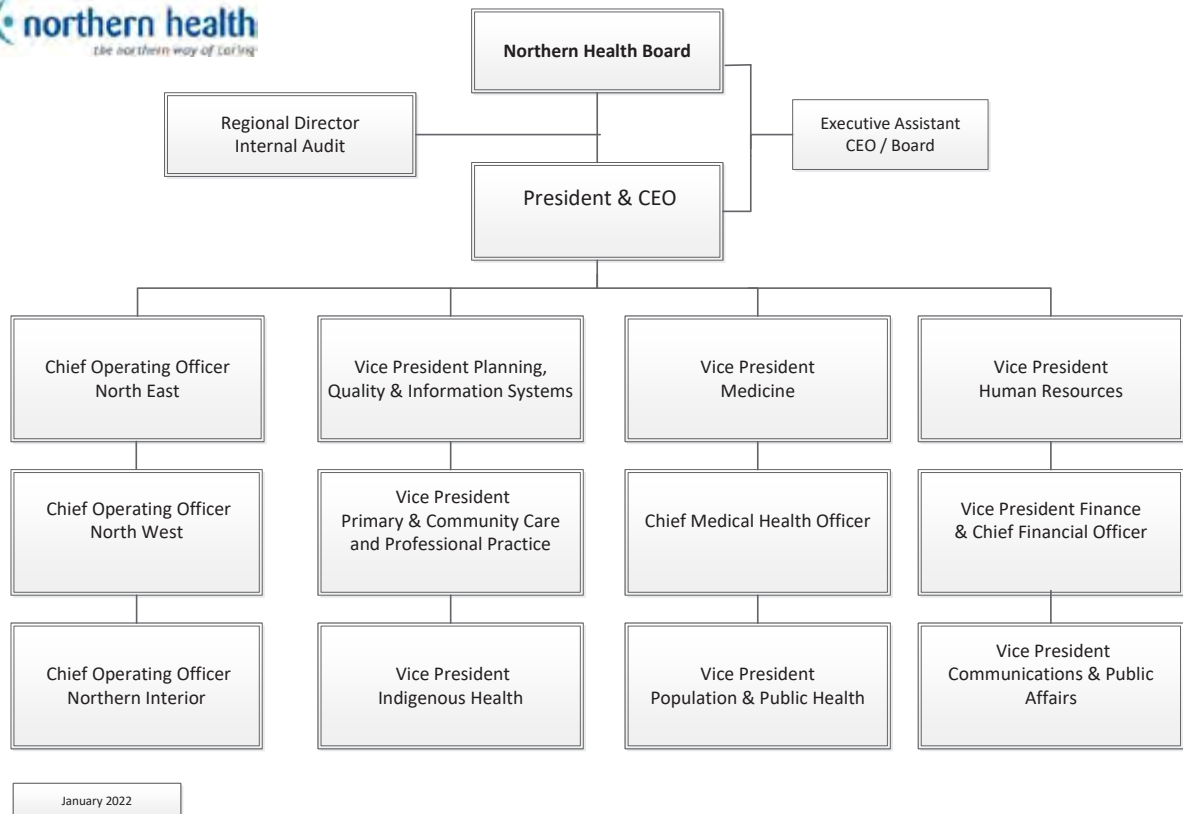 northern health
the northern way of caring
Northern Health Board
Regional Director
Internal Audit
Executive Assistant
CEO / Board
President & CEO
Chief Operating Officer
North East
Vice President Planning,
Quality & Information Systems
Vice President
Medicine
Vice President
Human Resources
Chief Operating Officer
North West
Vice President
Primary & Community Care
and Professional Practice
Chief Medical Health Officer
Vice President Finance
& Chief Financial Officer
Chief Operating Officer
Northern Interior
Vice President
Indigenous Health
Vice President
Population & Public Health
Vice President
Communications & Public
Affairs
January 2022